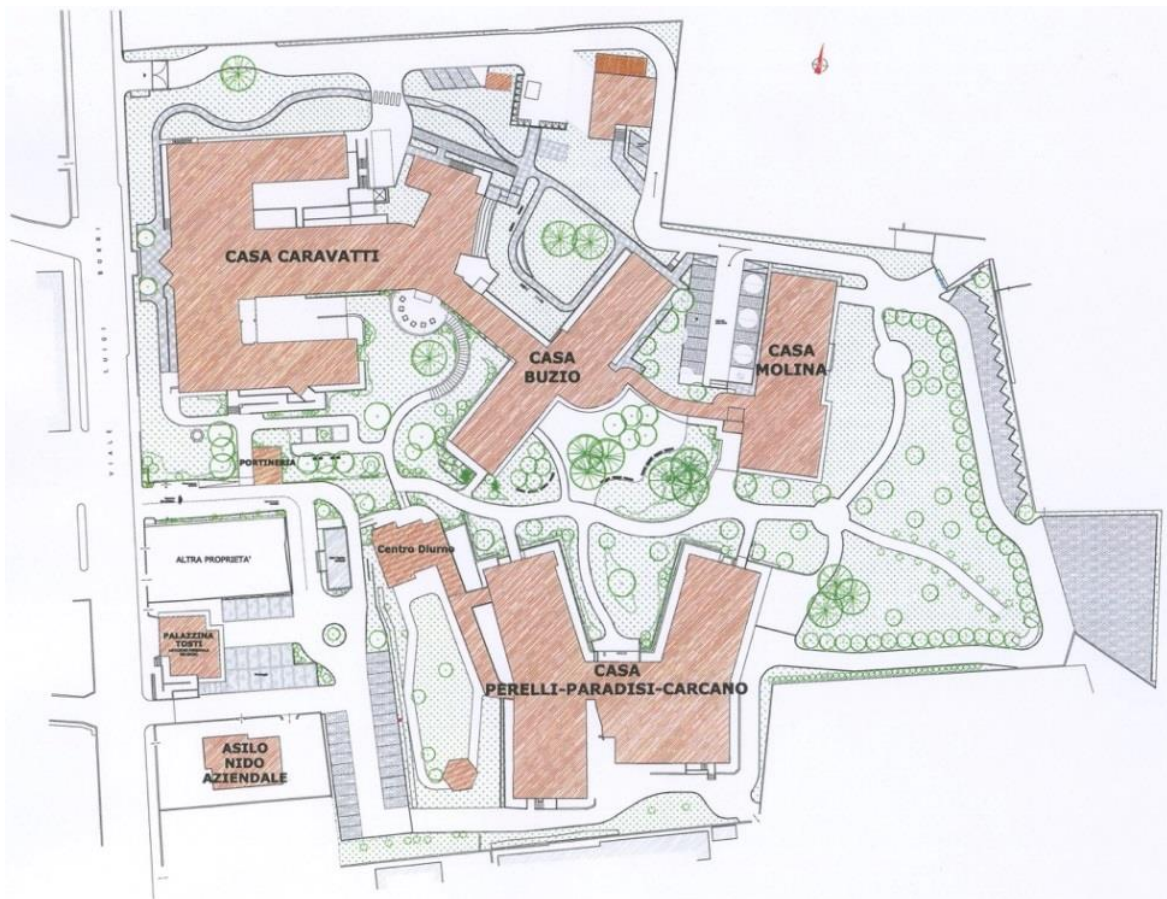 CASA CARAVATTI
CASA
BUZIO
CASA
MOLINA
VIALE LUIGI BORRI
PORTINERIA
Centro Diurno
ALTRA PROPRIETA'
PALAZZINA
TOSTI
CASA
PERELLI-PARADISI-CARCANO
ASILO
NIDO
AZIENDALE